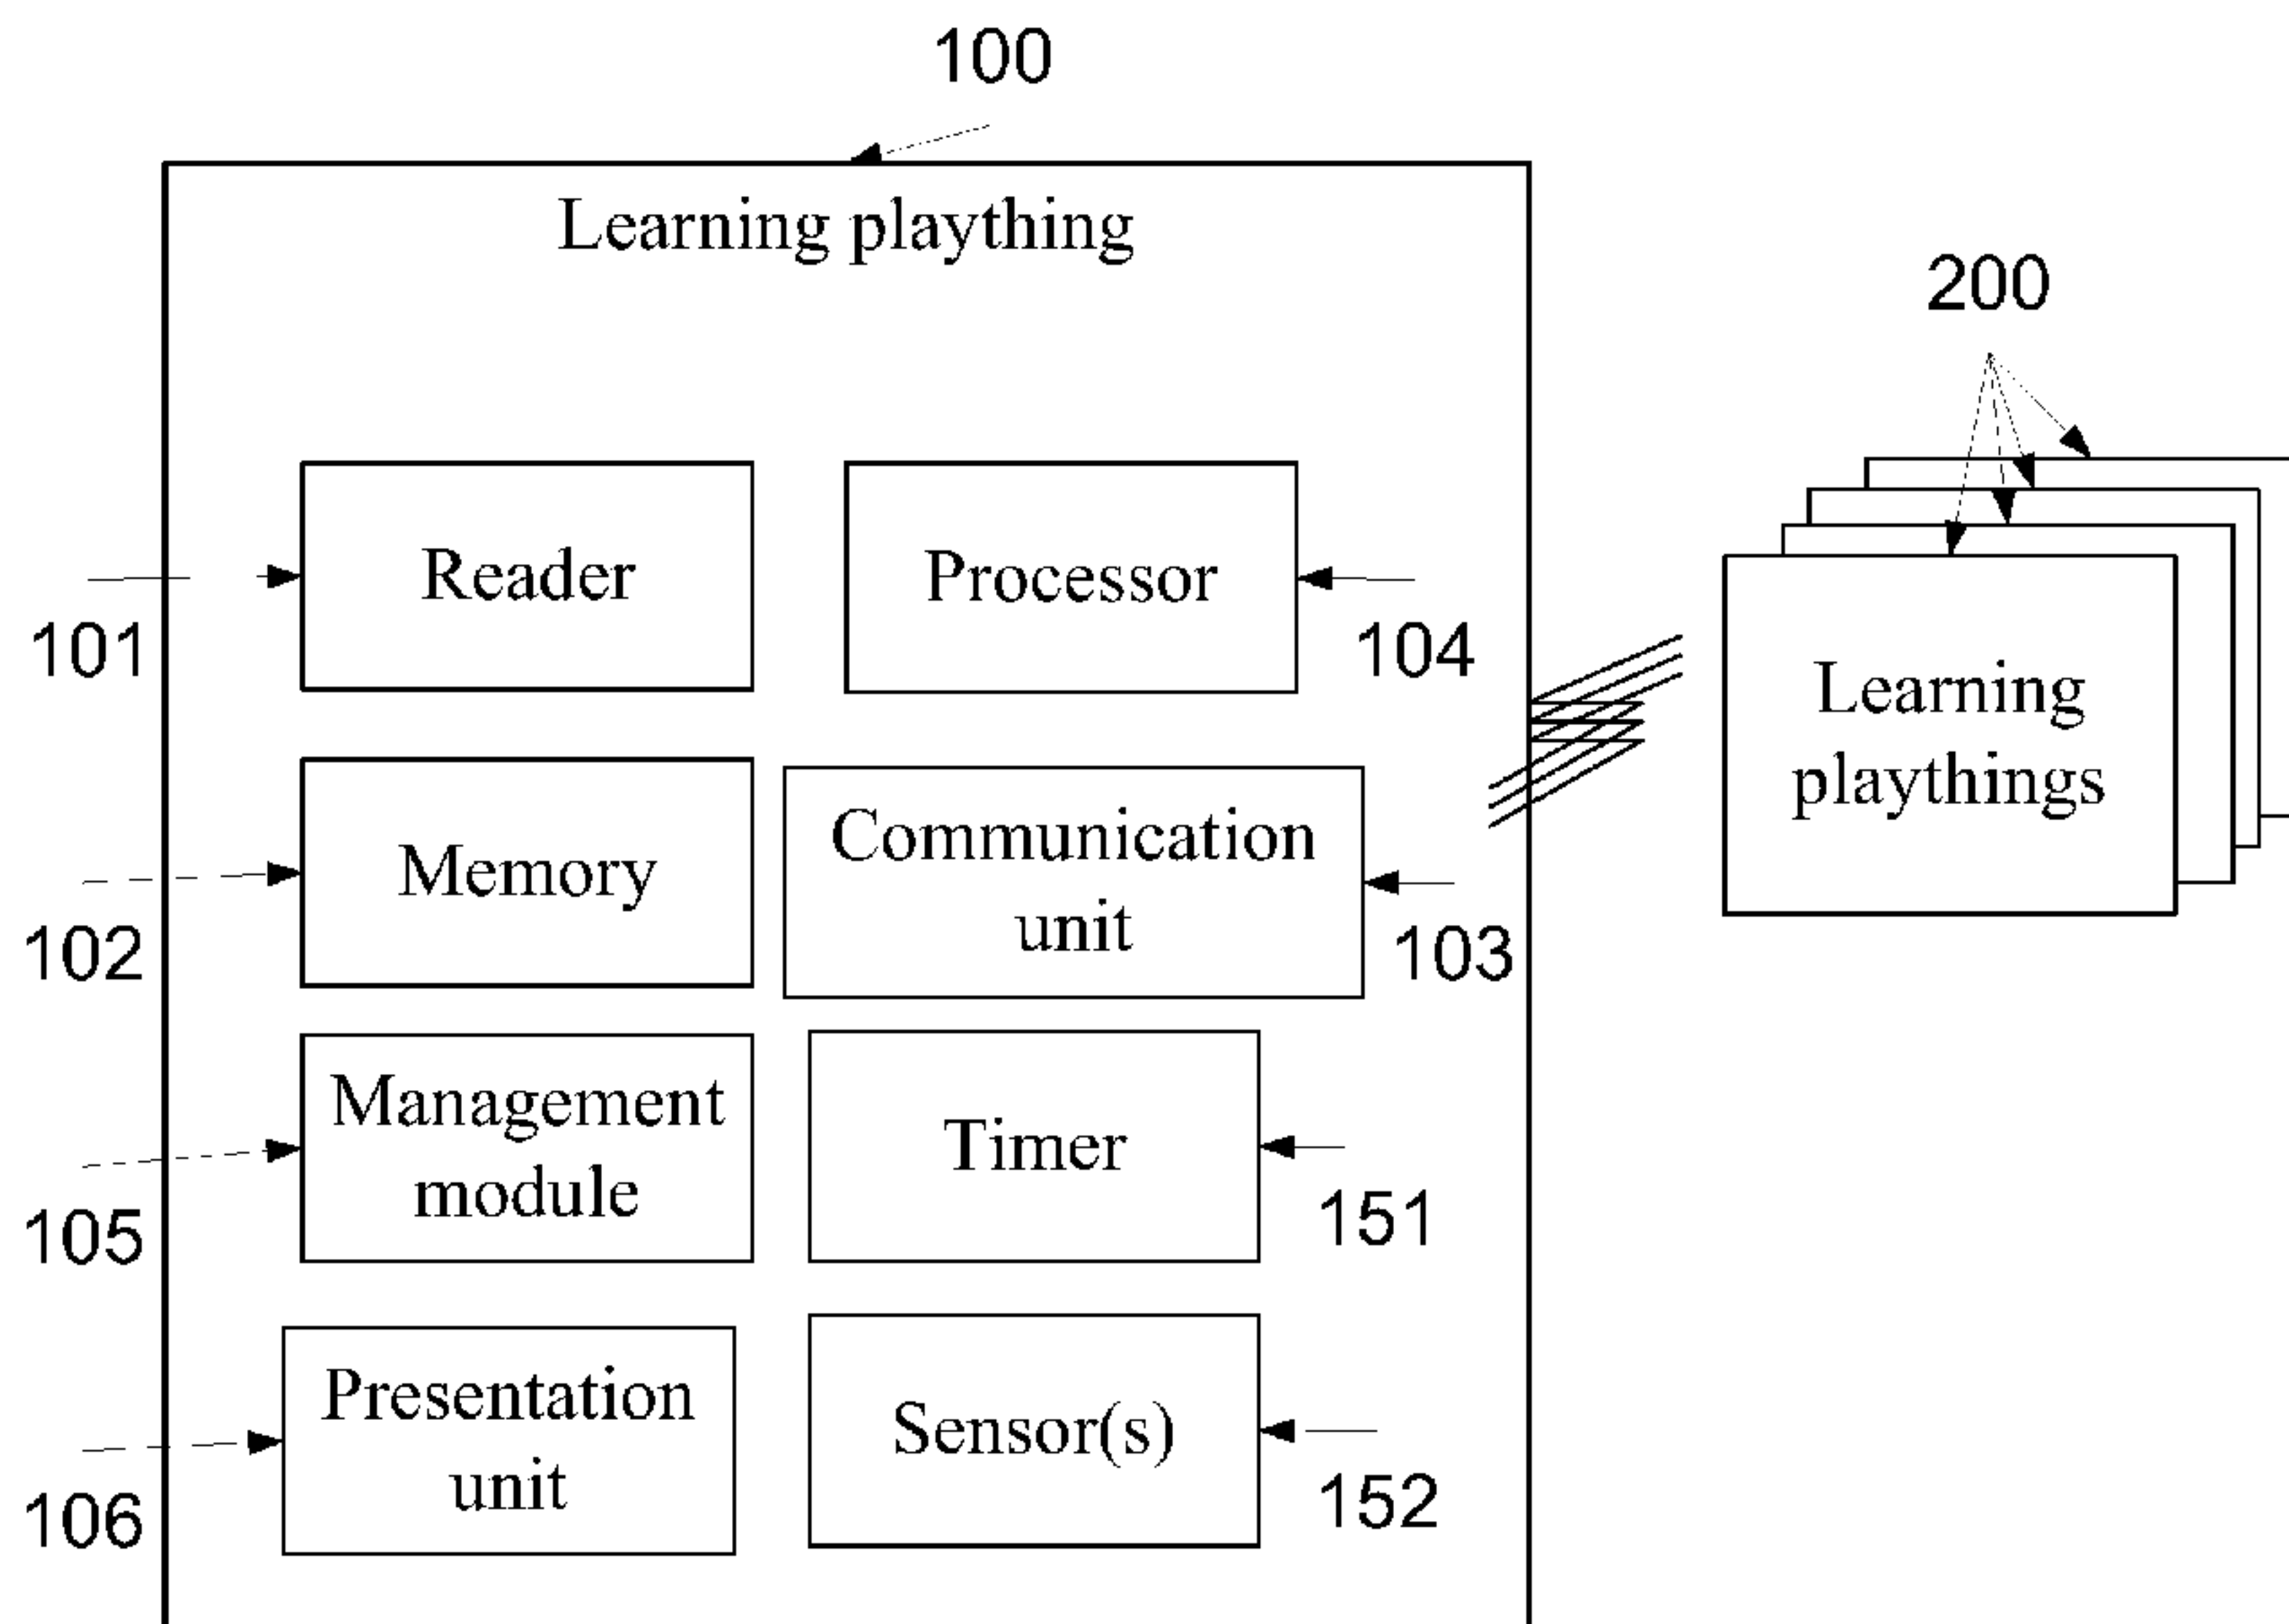 100
Learning plaything
200
Reader
Processor
101
104
Learning
playthings
Memory
Communication
unit
102
103
Management
module
Timer
105
151
Presentation
unit
Sensor(s)
106
152